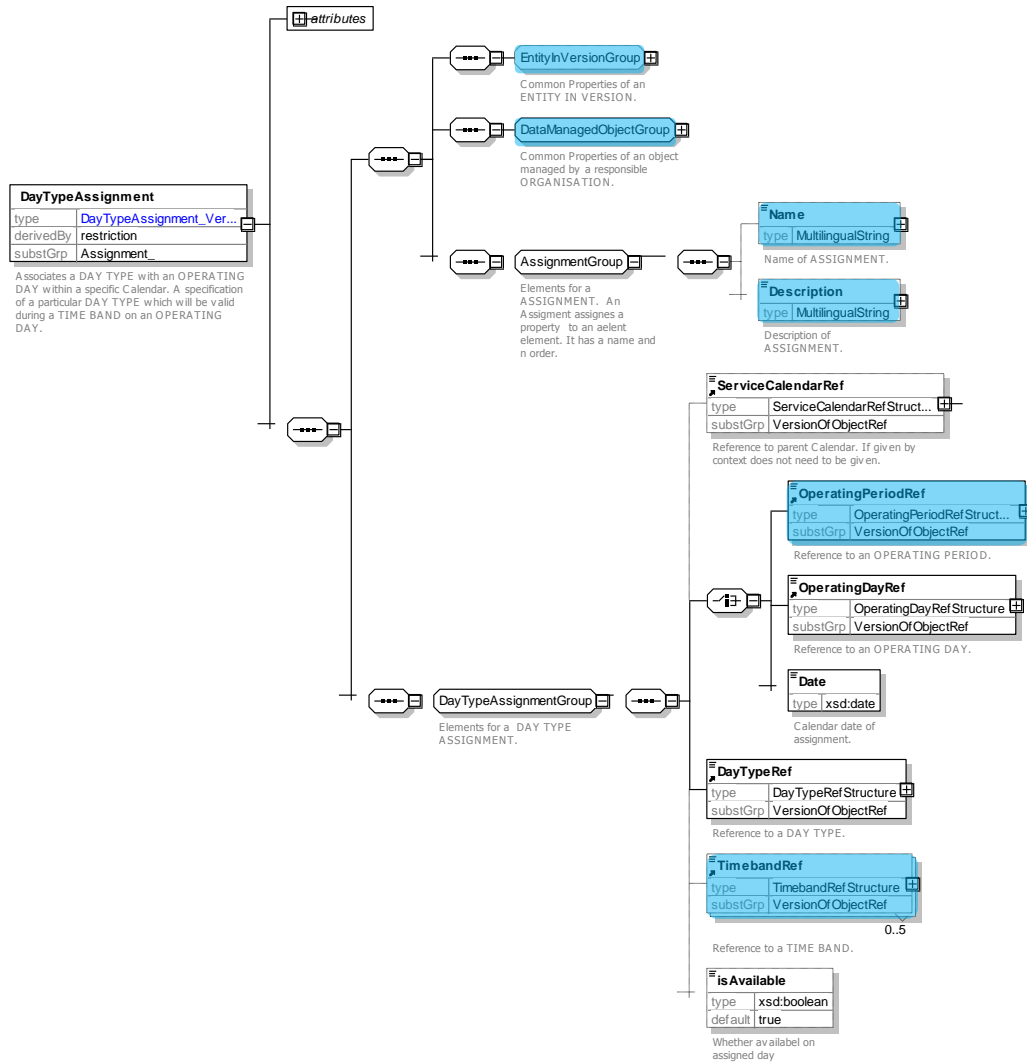 attributes
EntityInVersionGroup
Common Properties of an
ENTITY IN VERSION.
DataManagedObjectGroup
Common Properties of an object
managed by a responsible
ORGANISATION.
DayTypeAssignment
type DayTypeAssignment_Ver...
derivedBy restriction
substGrp Assignment_
Associates a DAY TYPE with an OPERATING
DAY within a specific Calendar. A specification
of a particular DAY TYPE which will be valid
during a TIME BAND on an OPERATING
DAY.
AssignmentGroup
Elements for a
ASSIGNMENT. An
Assigment assignes a
property to an aelent
element. It has a name and
n order.
Name
type MultilingualString
Name of ASSIGNMENT.
Description
type MultilingualString
Description of
ASSIGNMENT.
ServiceCalendarRef
type ServiceCalendarRefStruct...
substGrp VersionOfObjectRef
Reference to parent Calendar. If given by
context does not need to be given.
OperatingPeriodRef
type OperatingPeriodRefStruct...
substGrp VersionOfObjectRef
Reference to an OPERATING PERIOD.
OperatingDayRef
type OperatingDayRefStructure
substGrp VersionOfObjectRef
Reference to an OPERATING DAY.
Date
type xsd:date
Calendar date of
assignment.
DayTypeAssignmentGroup
Elements for a DAY TYPE
ASSIGNMENT.
DayTypeRef
type DayTypeRefStructure
substGrp VersionOfObjectRef
Reference to a DAY TYPE.
TimebandRef
type TimebandRefStructure
substGrp VersionOfObjectRef
0..5
Reference to a TIME BAND.
isAvailable
type xsd:boolean
default true
Whether availabel on
assigned day